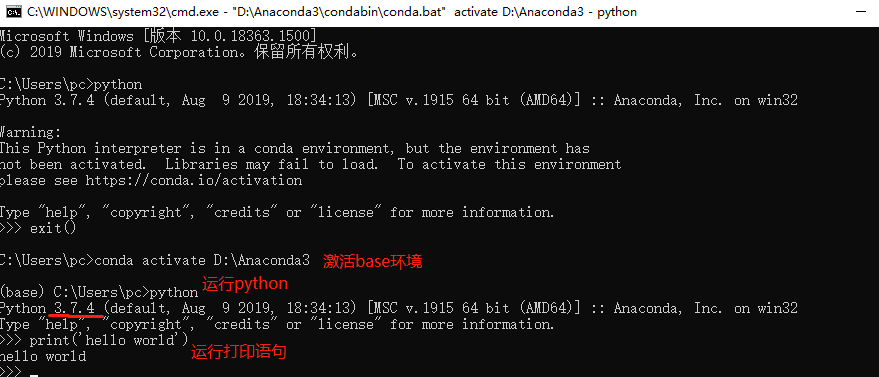 C:\WINDOWS\system32\cmd.exe - "D:\Anaconda3\condabin\conda.bat" activate D:\Anaconda3 - python
Microsoft Windows [版本 10.0.18363.1500]
(c) 2019 Microsoft Corporation。保留所有权利。
C:\Users\pc>python
Python 3.7.4 (default, Aug  9 2019, 18:34:13) [MSC v.1915 64 bit (AMD64)] :: Anaconda, Inc. on win32
Warning:
This Python interpreter is in a conda environment, but the environment has
not been activated.  Libraries may fail to load.  To activate this environment
please see https://conda.io/activation
Type "help", "copyright", "credits" or "license" for more information.
>>> exit()
C:\Users\pc>conda activate D:\Anaconda3 激活base环境
运行python
(base) C:\Users\pc>python
Python 3.7.4 (default, Aug  9 2019, 18:34:13) [MSC v.1915 64 bit (AMD64)] :: Anaconda, Inc. on win32
Type "help", "copyright", "credits" or "license" for more information.
>>> print('hello world')
运行打印语句
hello world
>>> _